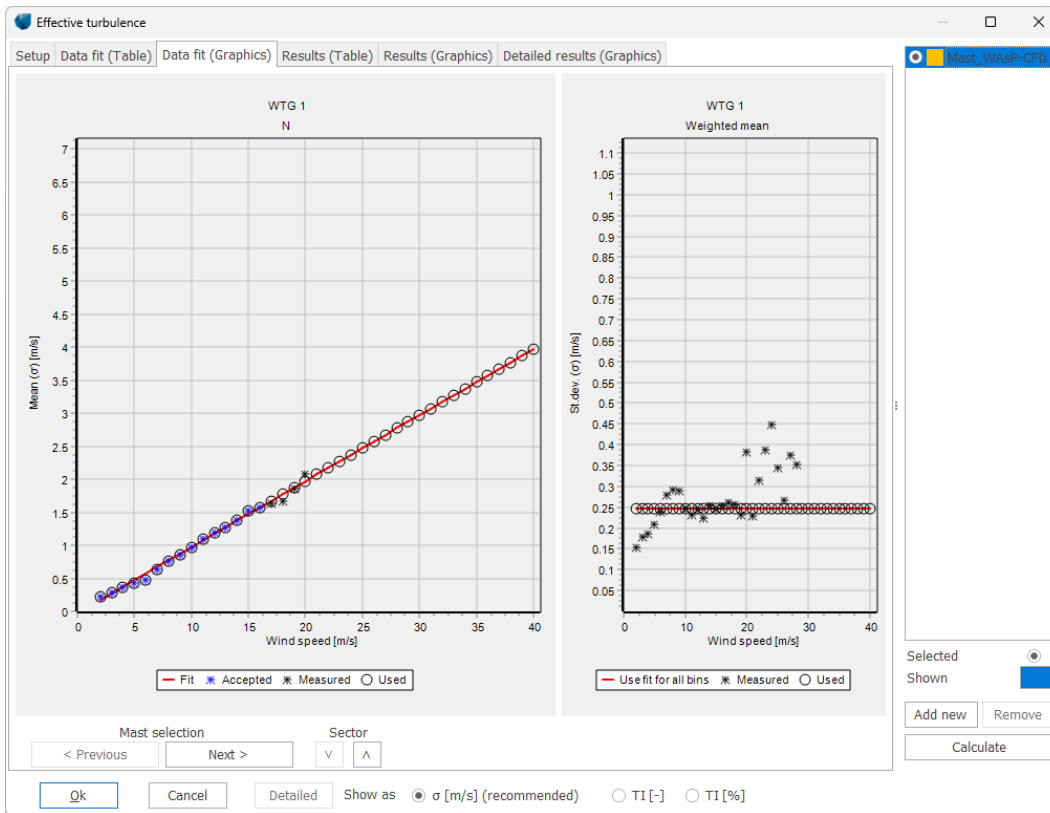 Effective turbulence
Setup Data fit (Table) Data fit (Graphics) Results (Table) Results (Graphics) Detailed results (Graphics)
Mast_WAsP-CFD
WTG 1
N
7
6.5
6
5.5
5
4.5
4
3.5
3
2.5
2
1.5
1
0.5
0
Mean (σ) [m/s]
0 5 10 15 20 25 30 35 40
Wind speed [m/s]
Fit Accepted Measured Used
WTG 1
Weighted mean
1.1
1.05
1
0.95
0.9
0.85
0.8
0.75
0.7
0.65
0.6
0.55
0.5
0.45
0.4
0.35
0.3
0.25
0.2
0.15
0.1
0.05
St.dev. (σ) [m/s]
0 10 20 30 40
Wind speed [m/s]
Use fit for all bins Measured Used
Mast selection Sector
< Previous Next > v ʌ
Selected
Shown
Add new Remove
Calculate
Ok Cancel Detailed Show as σ [m/s] (recommended) TI [-] TI [%]